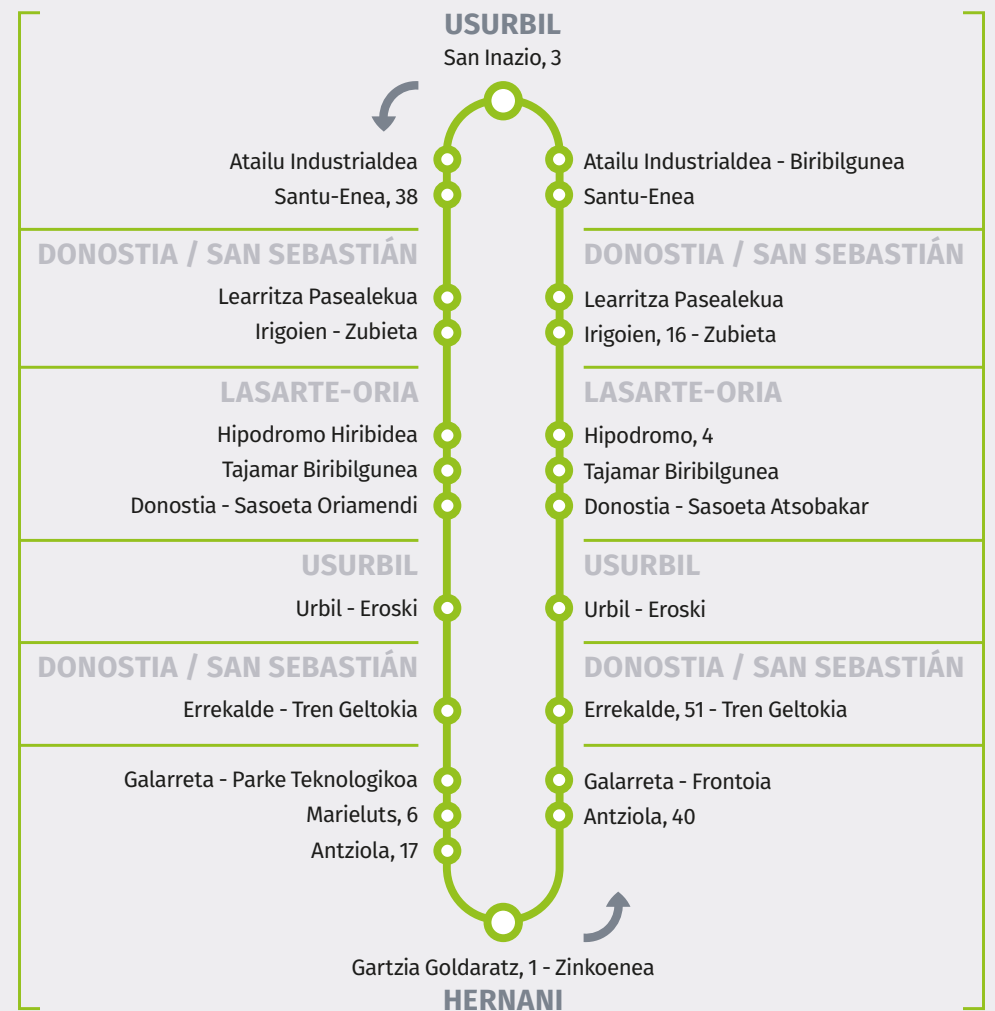 USURBIL
San Inazio, 3
Atailu Industrialdea
Santu-Enea, 38
DONOSTIA / SAN SEBASTIÁN
Learritza Pasealekua
Irigoien - Zubieta
LASARTE-ORIA
Hipodromo Hiribidea
Tajamar Biribilgunea
Donostia - Sasoeta Oriamendi
USURBIL
Urbil - Eroski
DONOSTIA / SAN SEBASTIÁN
Errekalde - Tren Geltokia
Galarreta - Parke Teknologikoa
Marieluts, 6
Antziola, 17
Atailu Industrialdea - Biribilgunea
Santu-Enea
DONOSTIA / SAN SEBASTIÁN
Learritza Pasealekua
Irigoien, 16 - Zubieta
LASARTE-ORIA
Hipodromo, 4
Tajamar Biribilgunea
Donostia - Sasoeta Atsobakar
USURBIL
Urbil - Eroski
DONOSTIA / SAN SEBASTIÁN
Errekalde, 51 - Tren Geltokia
Galarreta - Frontoia
Antziola, 40
Gartzia Goldaratz, 1 - Zinkoenea
HERNANI